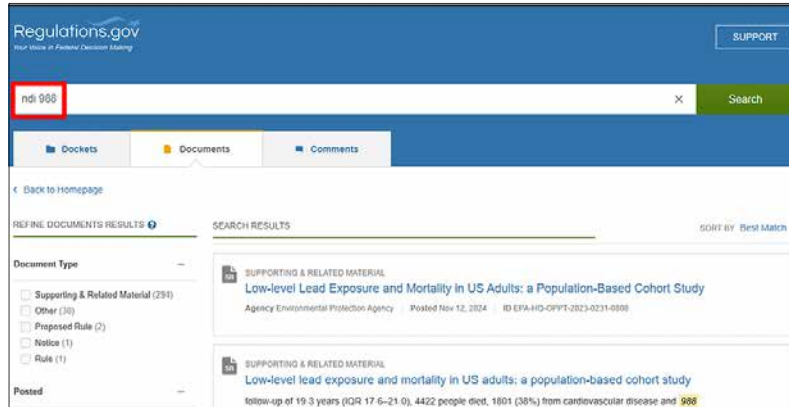 Regulations.gov
Your Voice in Federal Decision Making
SUPPORT
ndi 988
×
Search
Dockets
Documents
Comments
< Back to Homepage
REFINE DOCUMENTS RESULTS ?
SEARCH RESULTS
SORT BY Best Match
Document Type
Supporting & Related Material (291)
Other (30)
Proposed Rule (2)
Notice (1)
Rule (1)
Posted
SR
SUPPORTING & RELATED MATERIAL
Low-level Lead Exposure and Mortality in US Adults: a Population-Based Cohort Study
Agency Environmental Protection Agency | Posted Nov 12, 2024 | ID EPA-HQ-OPPT-2023-0231-0808
SR
SUPPORTING & RELATED MATERIAL
Low-level lead exposure and mortality in US adults: a population-based cohort study
follow-up of 19.3 years (IQR 17.6–21.0), 4422 people died, 1801 (38%) from cardiovascular disease and 988